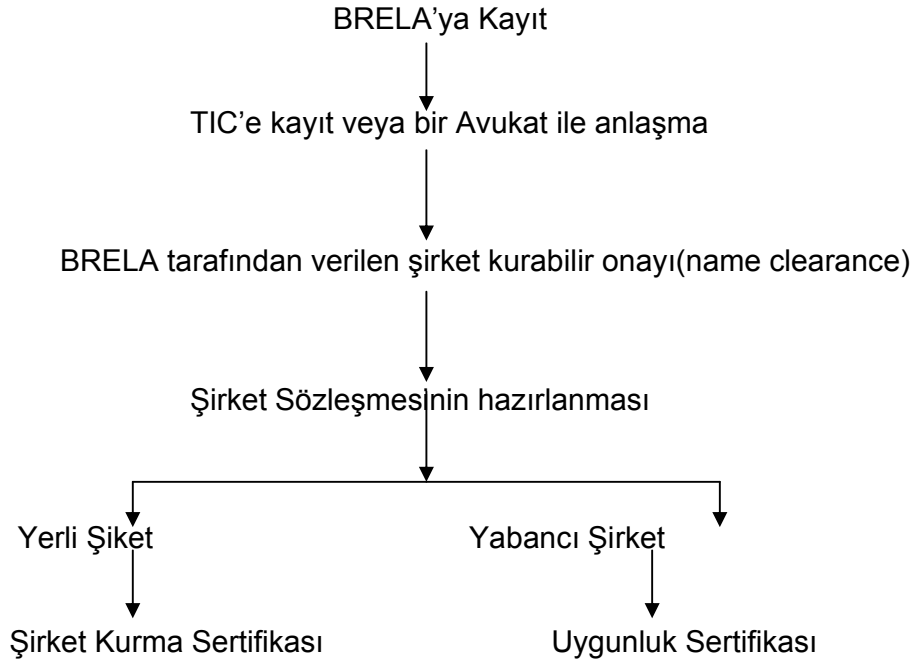 BRELA’ya Kayıt
TIC’e kayıt veya bir Avukat ile anlaşma
BRELA tarafından verilen şirket kurabilir onayı(name clearance)
Şirket Sözleşmesinin hazırlanması
Yerli Şiket
Yabancı Şirket
Şirket Kurma Sertifikası
Uygunluk Sertifikası